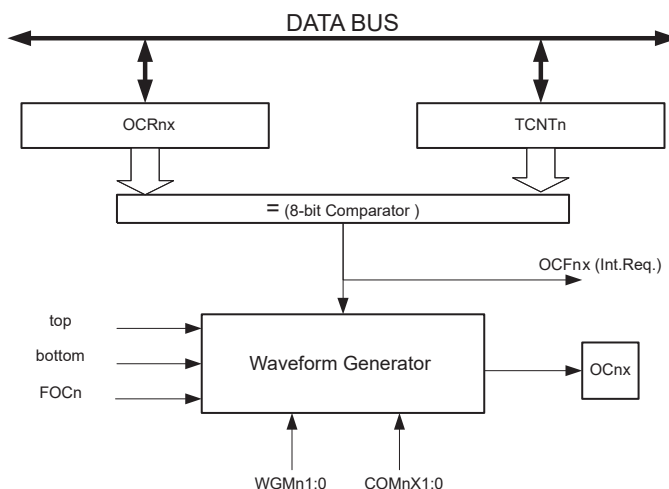 DATA BUS
OCRnx
TCNTn
= (8-bit Comparator )
OCFnx (Int.Req.)
top
bottom
FOCn
Waveform Generator
OCnx
WGMn1:0
COMnX1:0